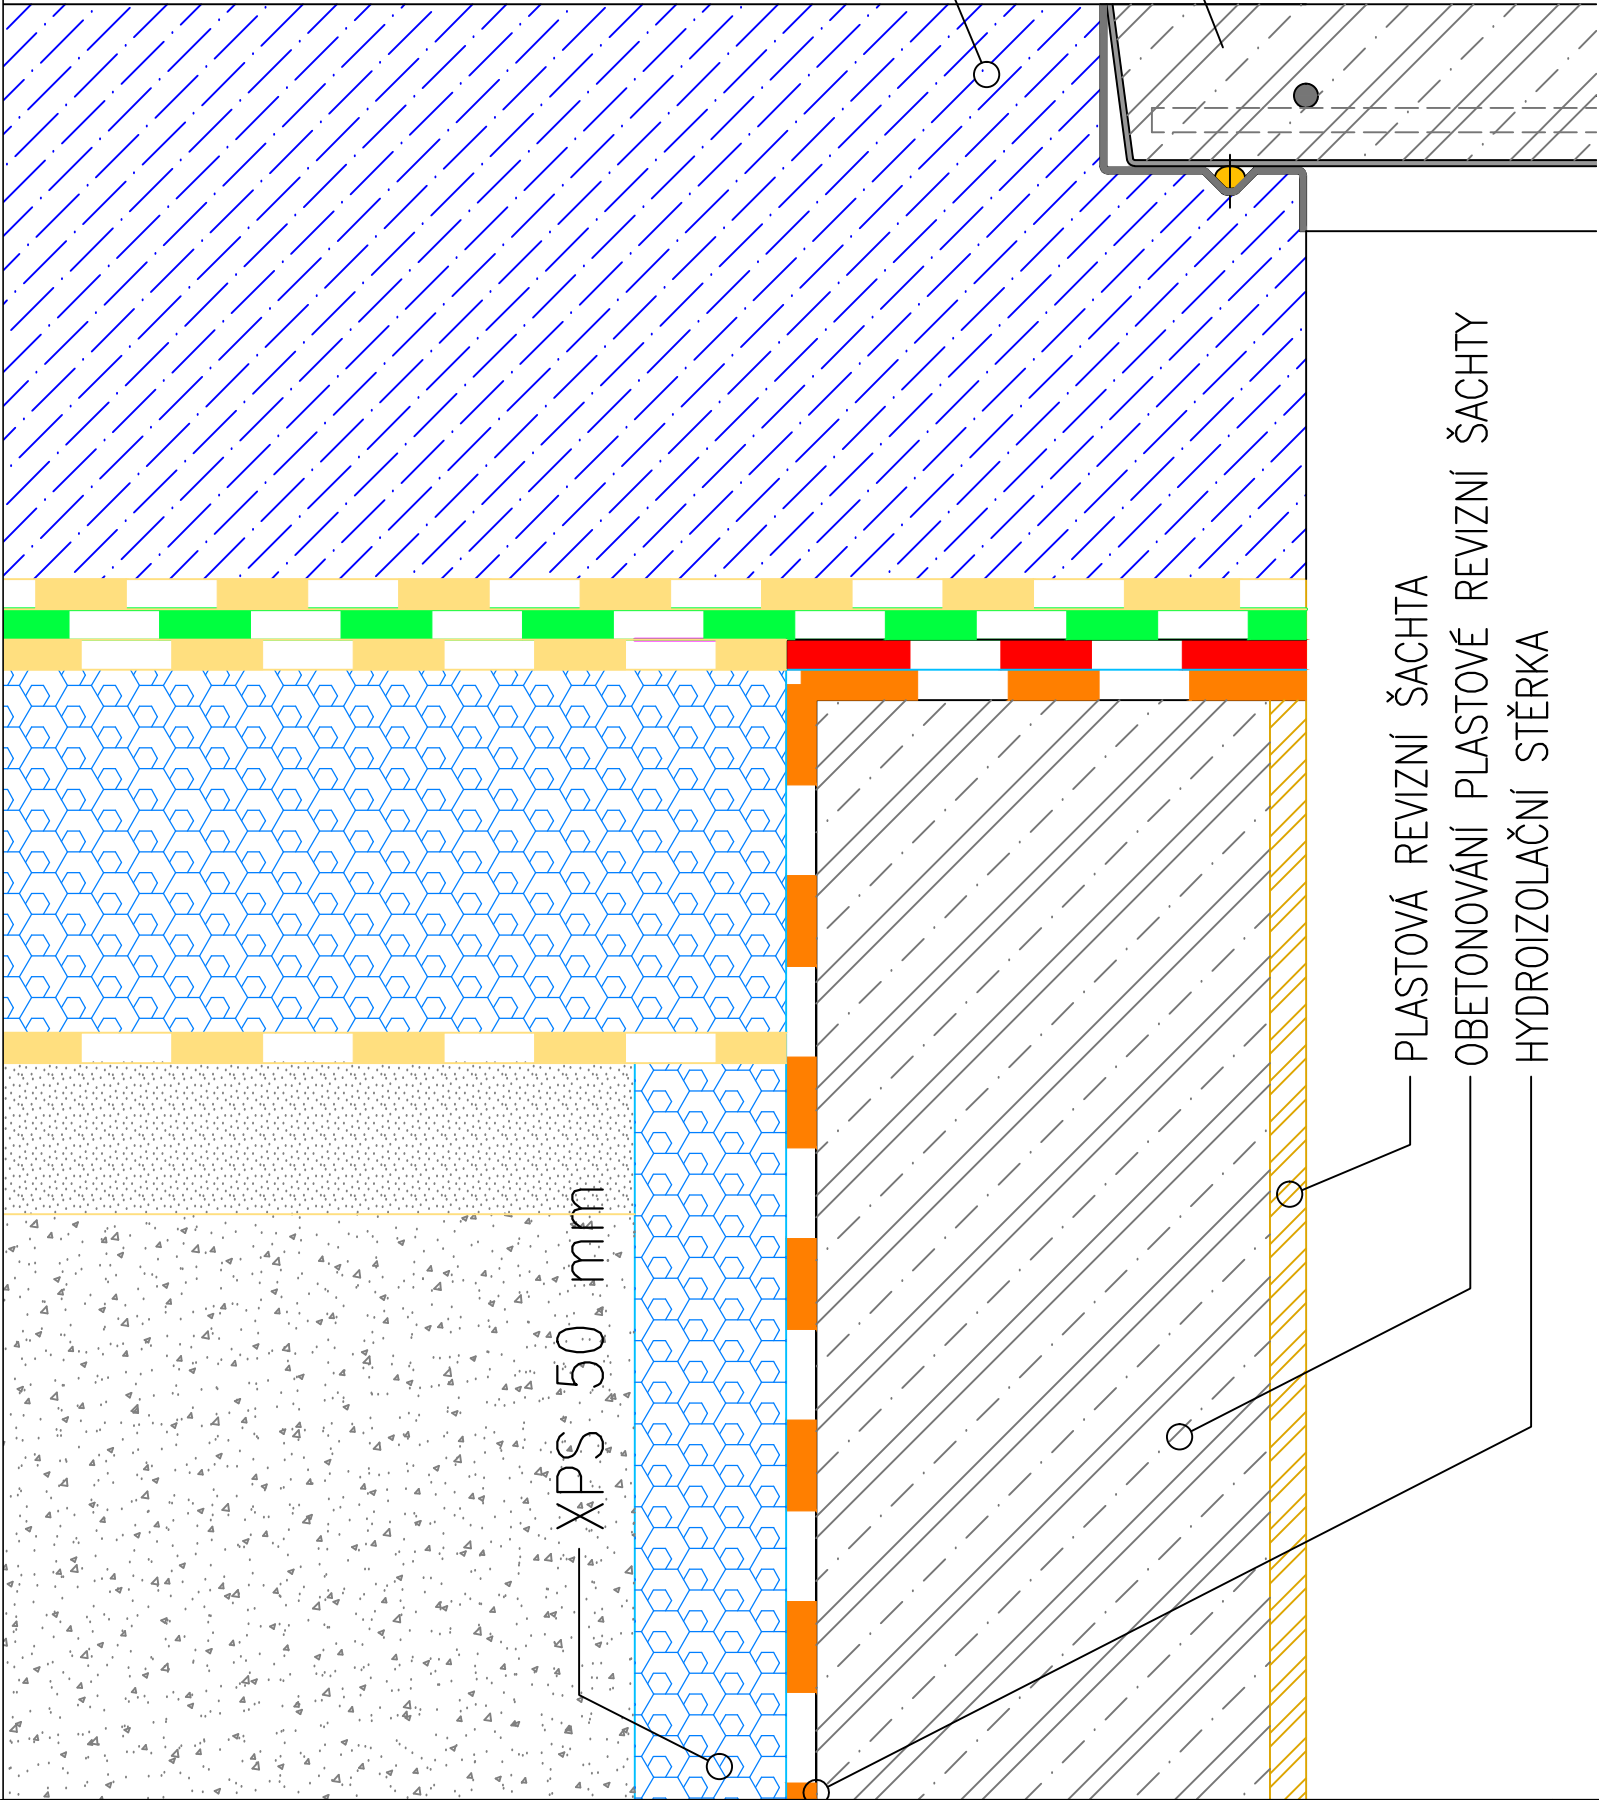 PLASTOVÁ REVIZNÍ ŠACHTA
OBETONOVÁNÍ PLASTOVÉ REVIZNÍ ŠACHTY
HYDROIZOLAČNÍ STĚRKA
XPS 50 mm